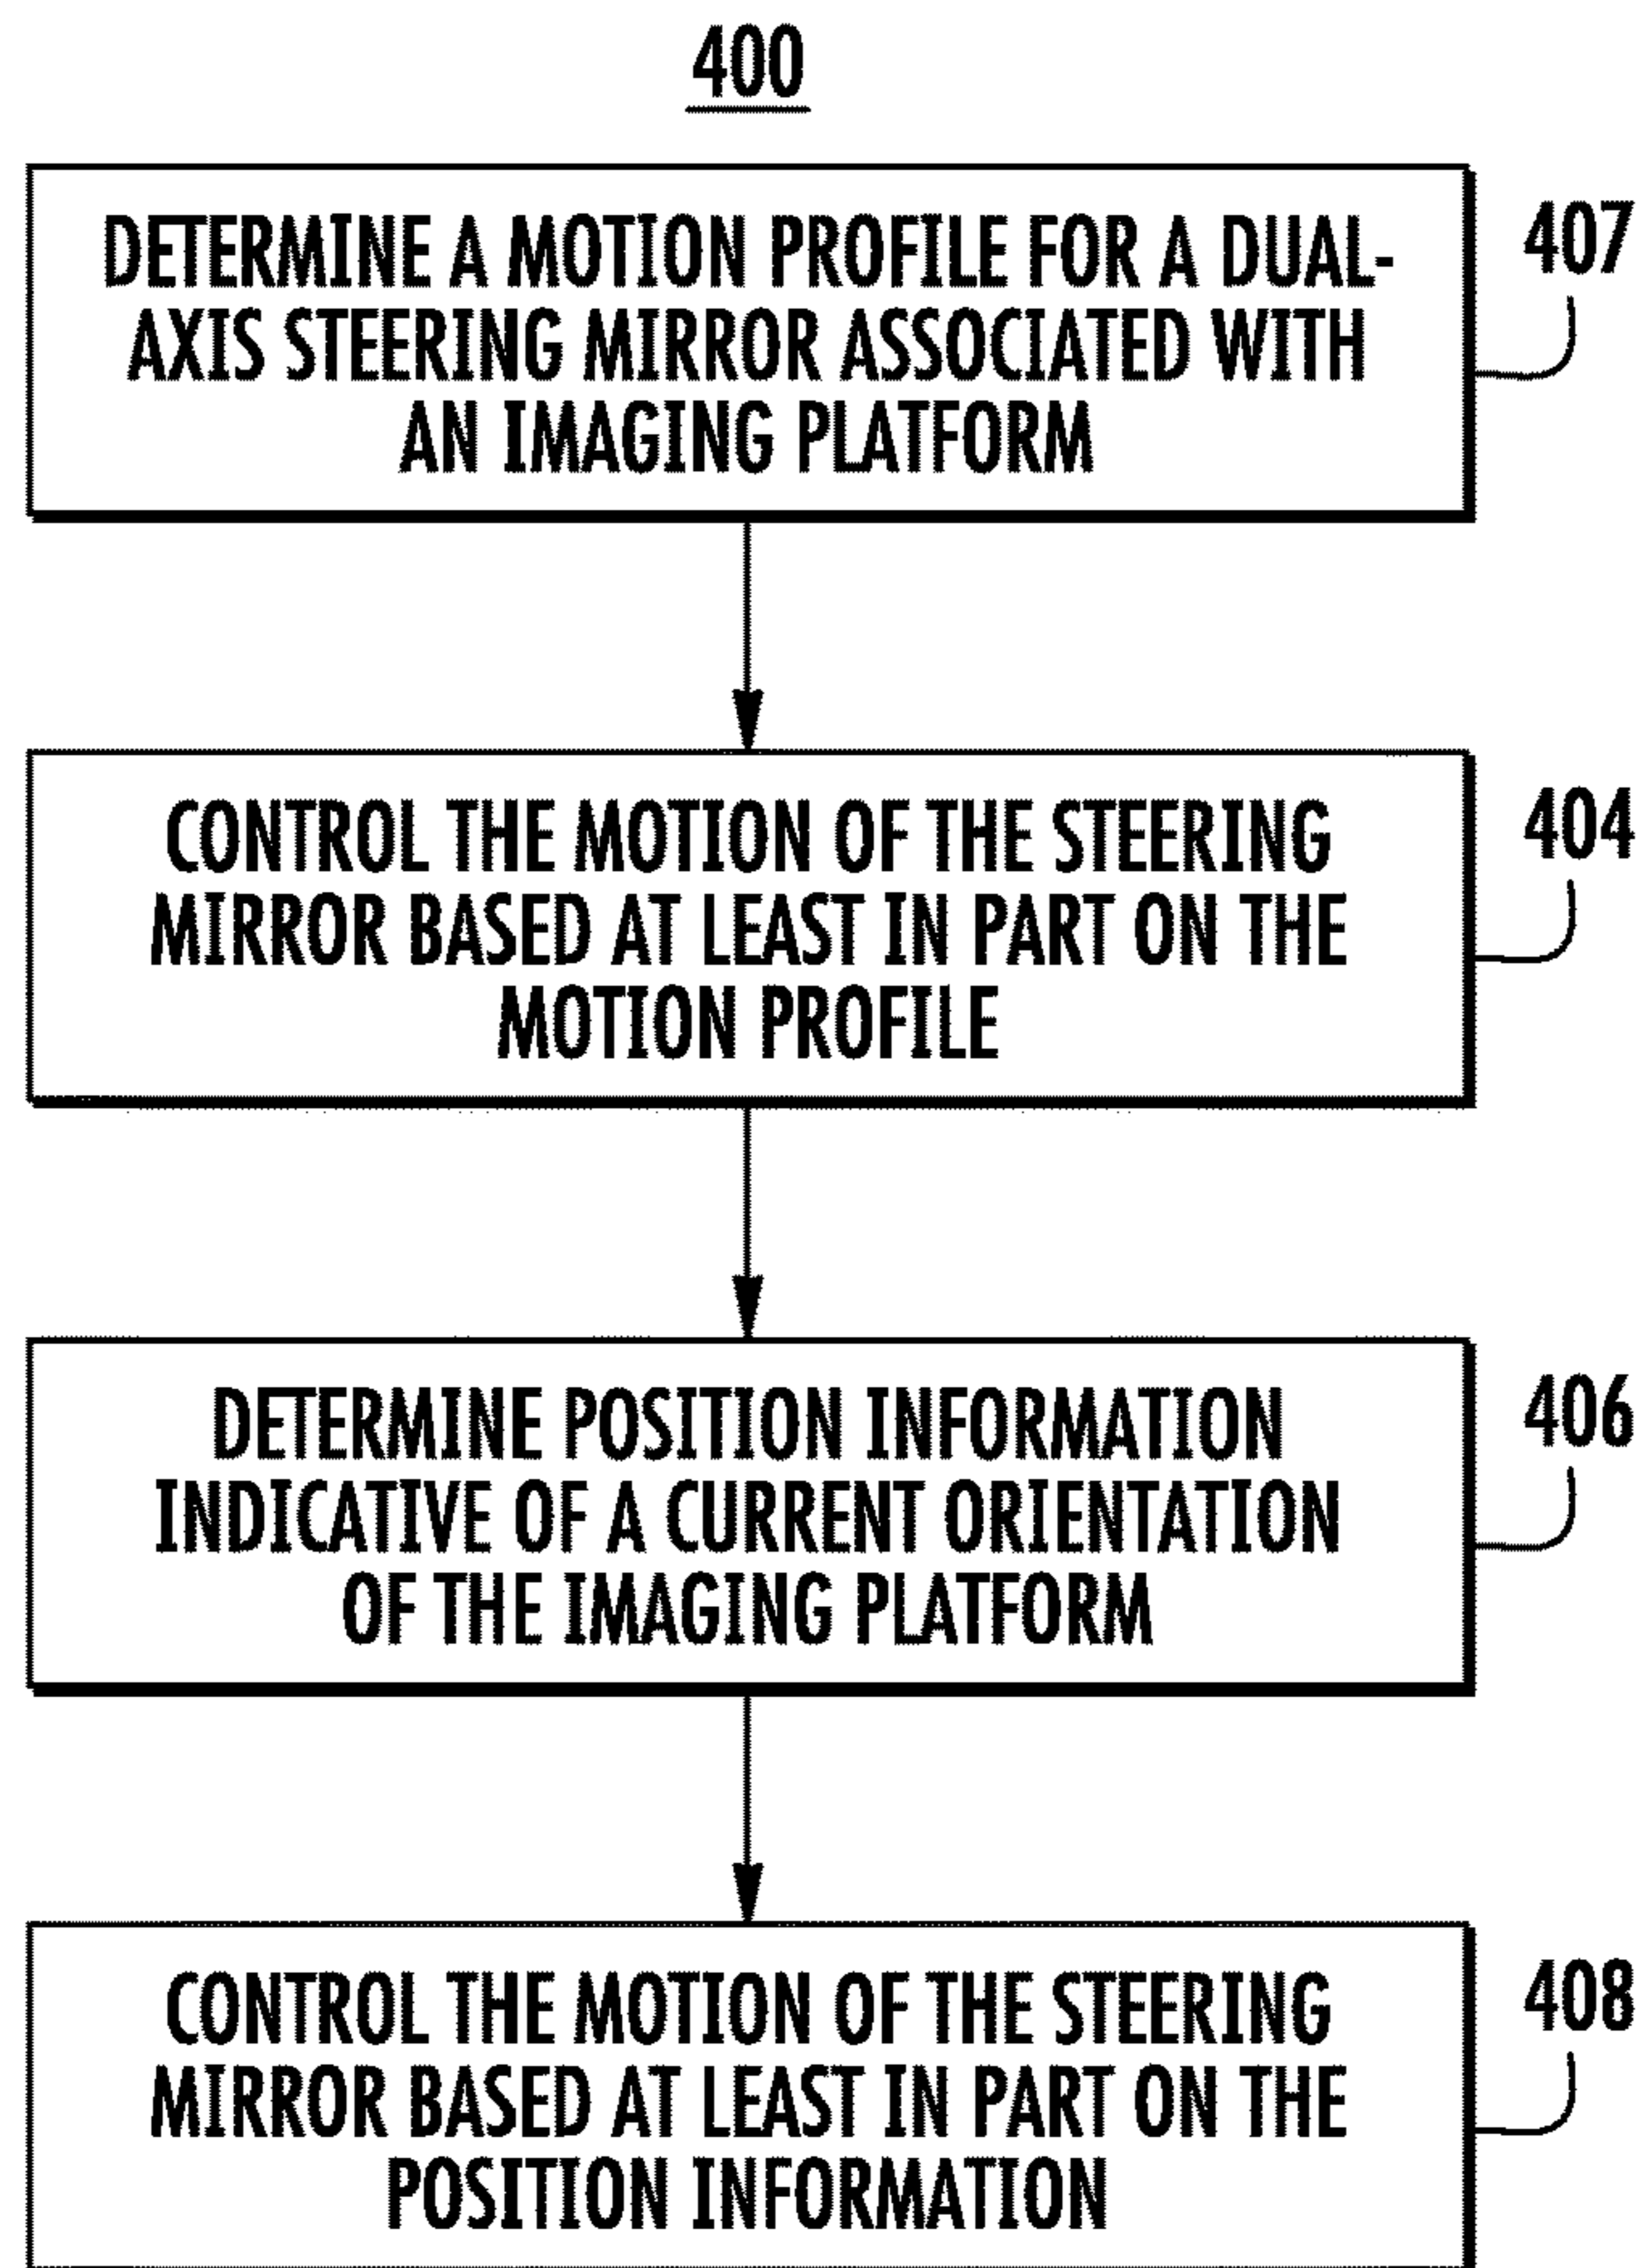 400
DETERMINE A MOTION PROFILE FOR A DUAL-
AXIS STEERING MIRROR ASSOCIATED WITH
AN IMAGING PLATFORM
407
CONTROL THE MOTION OF THE STEERING
MIRROR BASED AT LEAST IN PART ON THE
MOTION PROFILE
404
DETERMINE POSITION INFORMATION
INDICATIVE OF A CURRENT ORIENTATION
OF THE IMAGING PLATFORM
406
CONTROL THE MOTION OF THE STEERING
MIRROR BASED AT LEAST IN PART ON THE
POSITION INFORMATION
408